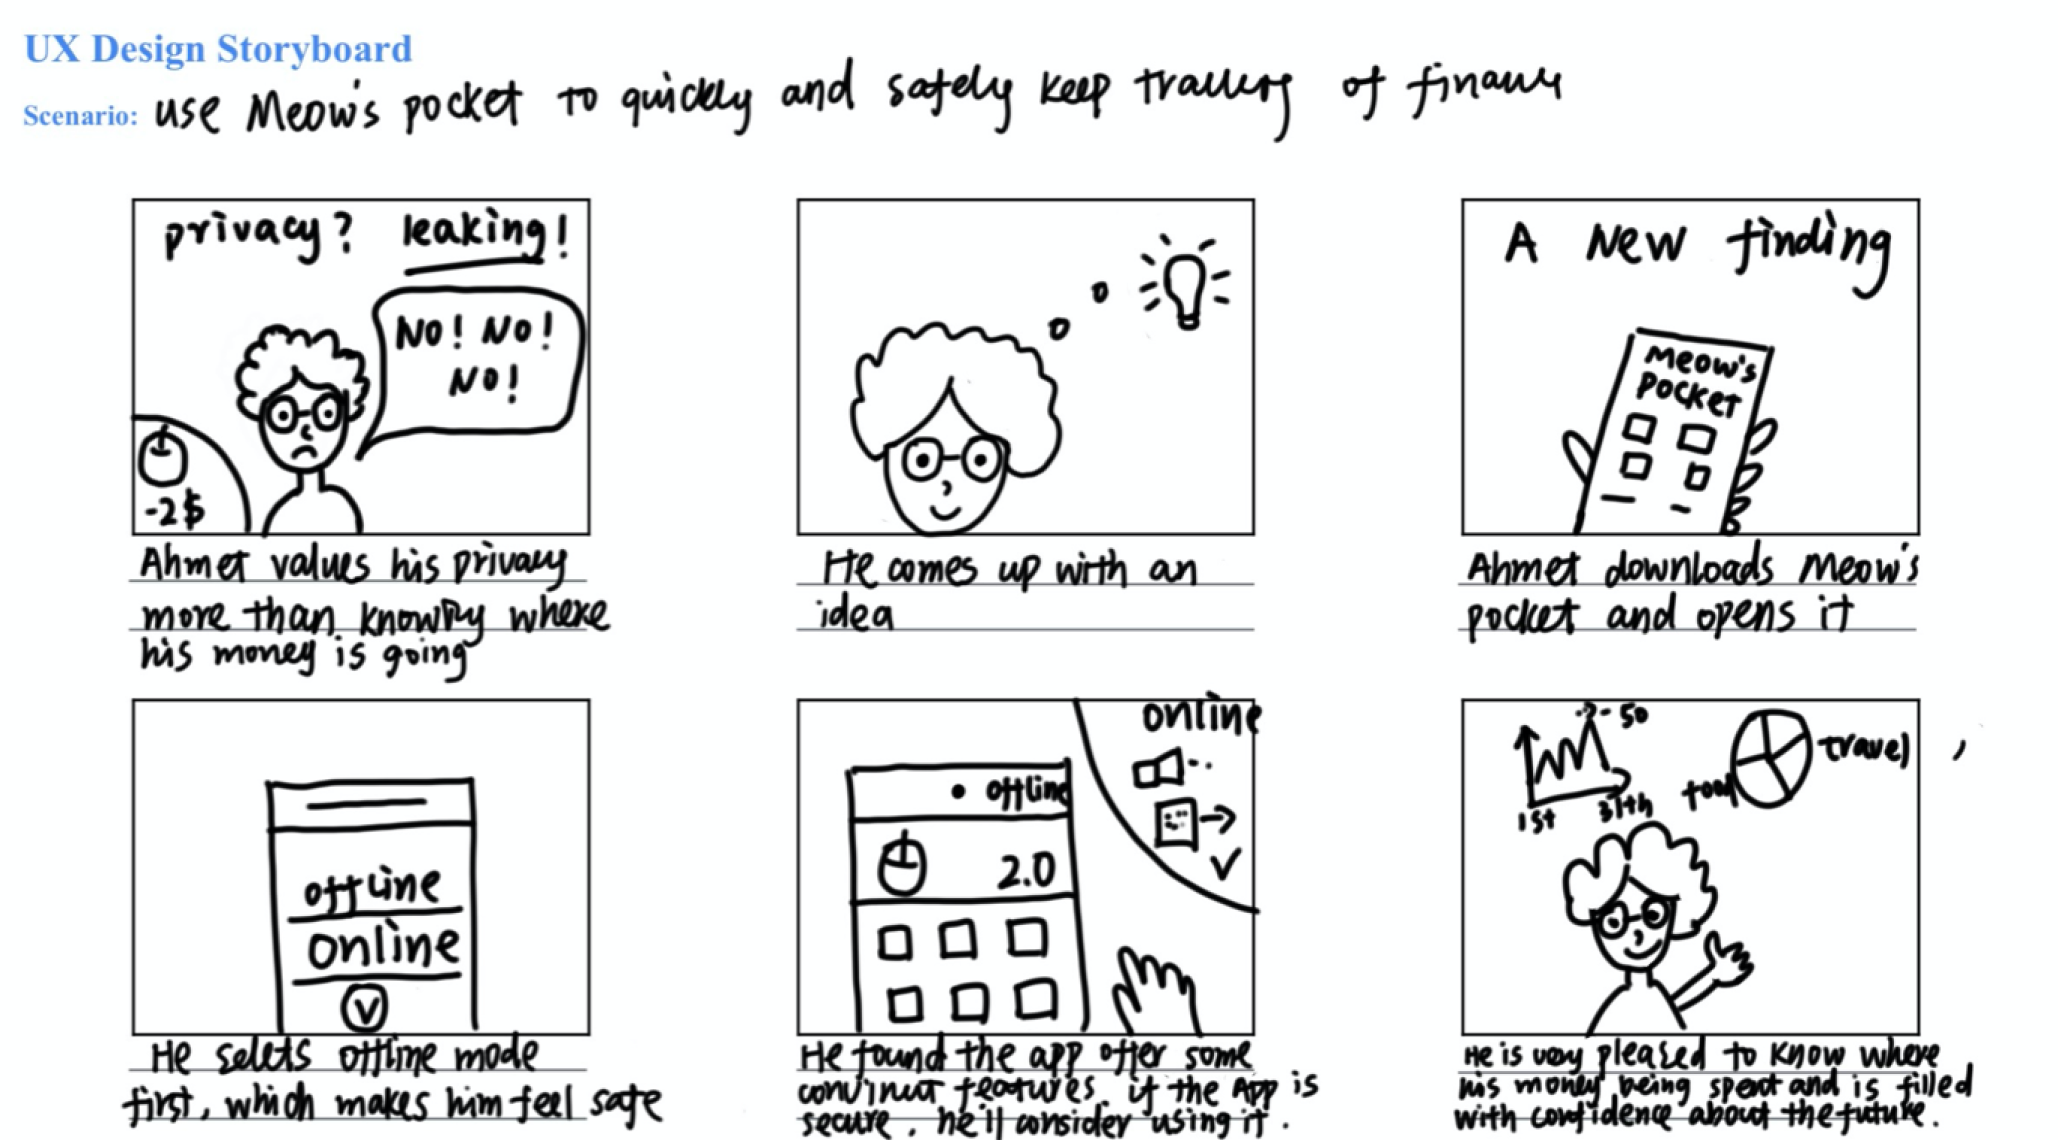 UX Design Storyboard
Scenario: use Meow's pocket to quickly and safely keep tracking of finance
privacy? leaking!
NO! NO!
NO!
-2$
Ahmet values his privacy
more than knowing where
his money is going
He comes up with an
idea
A New finding
Meow's
pocket
Ahmet downloads Meow's
pocket and opens it
offline
online
V
He selets offline mode
first, which makes him feel safe
online
offline
2.0
He found the app offer some
features. if the App is
secure, he'll consider using it.
50
travel
food
1st 31th
He is very pleased to know where
his money being spent and is filled
with confidence about the future.